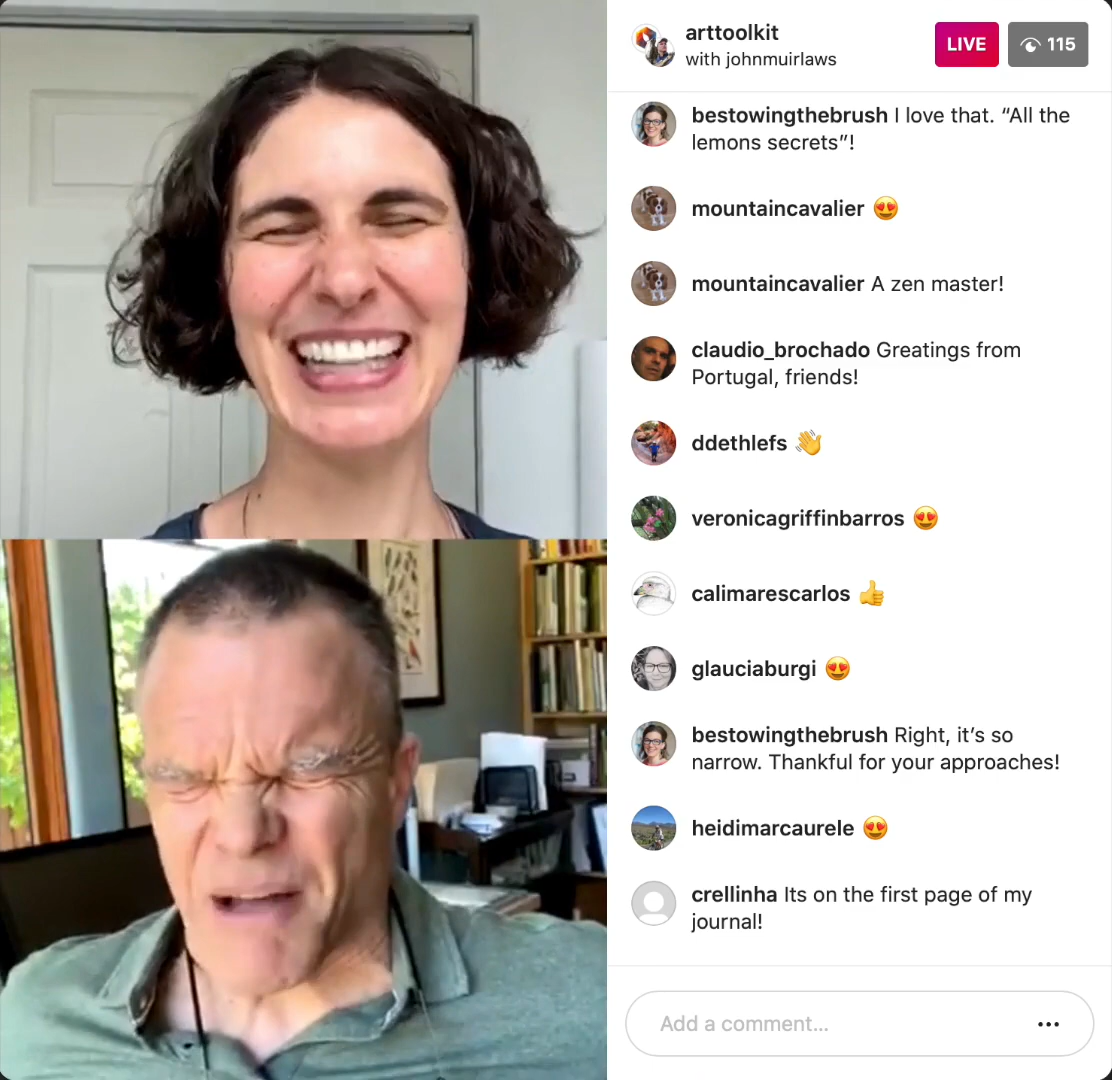 arttoolkit
with johnmuirlaws
LIVE
115
bestowingthebrush I love that. “All the
lemons secrets”!
mountaincavalier 😍
mountaincavalier A zen master!
claudio_brochado Greatings from
Portugal, friends!
ddethlefs 👋
veronicagriffinbarros 😍
calimarescarlos 👍
glauciaburgi 😍
bestowingthebrush Right, it’s so
narrow. Thankful for your approaches!
heidimarcaurele 😍
crellinha Its on the first page of my
journal!
Add a comment...